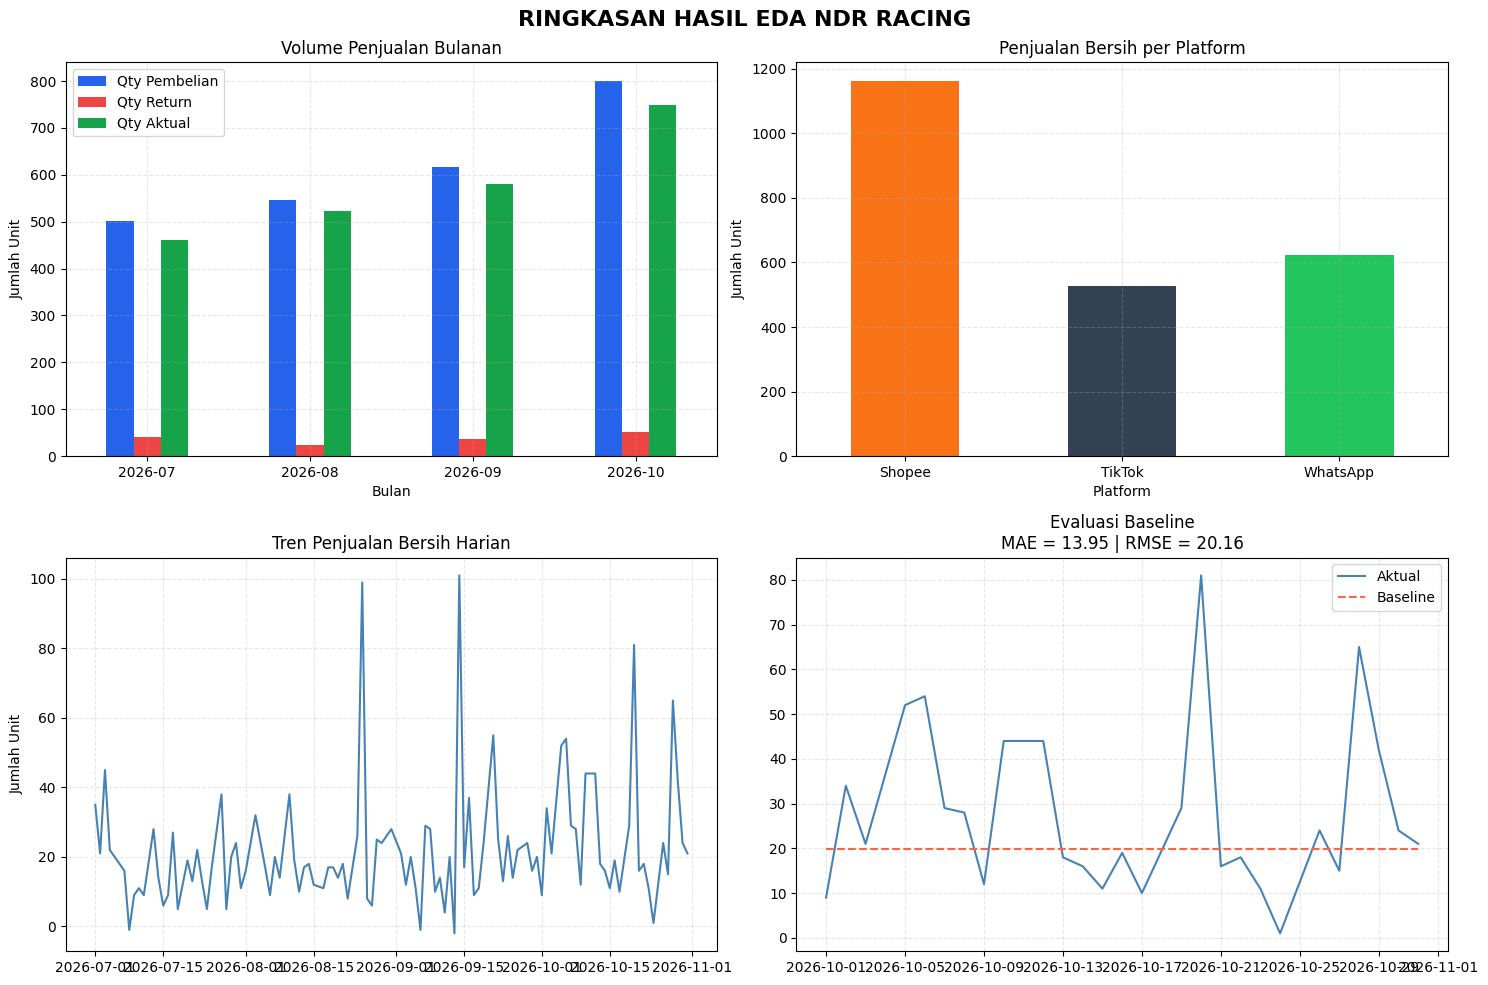 RINGKASAN HASIL EDA NDR RACING
Volume Penjualan Bulanan
Qty Pembelian
Qty Return
Qty Aktual
Jumlah Unit
800
700
600
500
400
300
200
100
0
2026-07 2026-08 2026-09 2026-10
Bulan
Penjualan Bersih per Platform
Jumlah Unit
1200
1000
800
600
400
200
0
Shopee TikTok WhatsApp
Platform
Tren Penjualan Bersih Harian
Jumlah Unit
100
80
60
40
20
0
2026-07-01 2026-07-15 2026-08-01 2026-08-15 2026-09-01 2026-09-15 2026-10-01 2026-10-15 2026-11-01
Evaluasi Baseline
MAE = 13.95 | RMSE = 20.16
Aktual
Baseline
80
70
60
50
40
30
20
10
0
2026-10-01 2026-10-05 2026-10-09 2026-10-13 2026-10-17 2026-10-21 2026-10-25 2026-10-29 2026-11-01